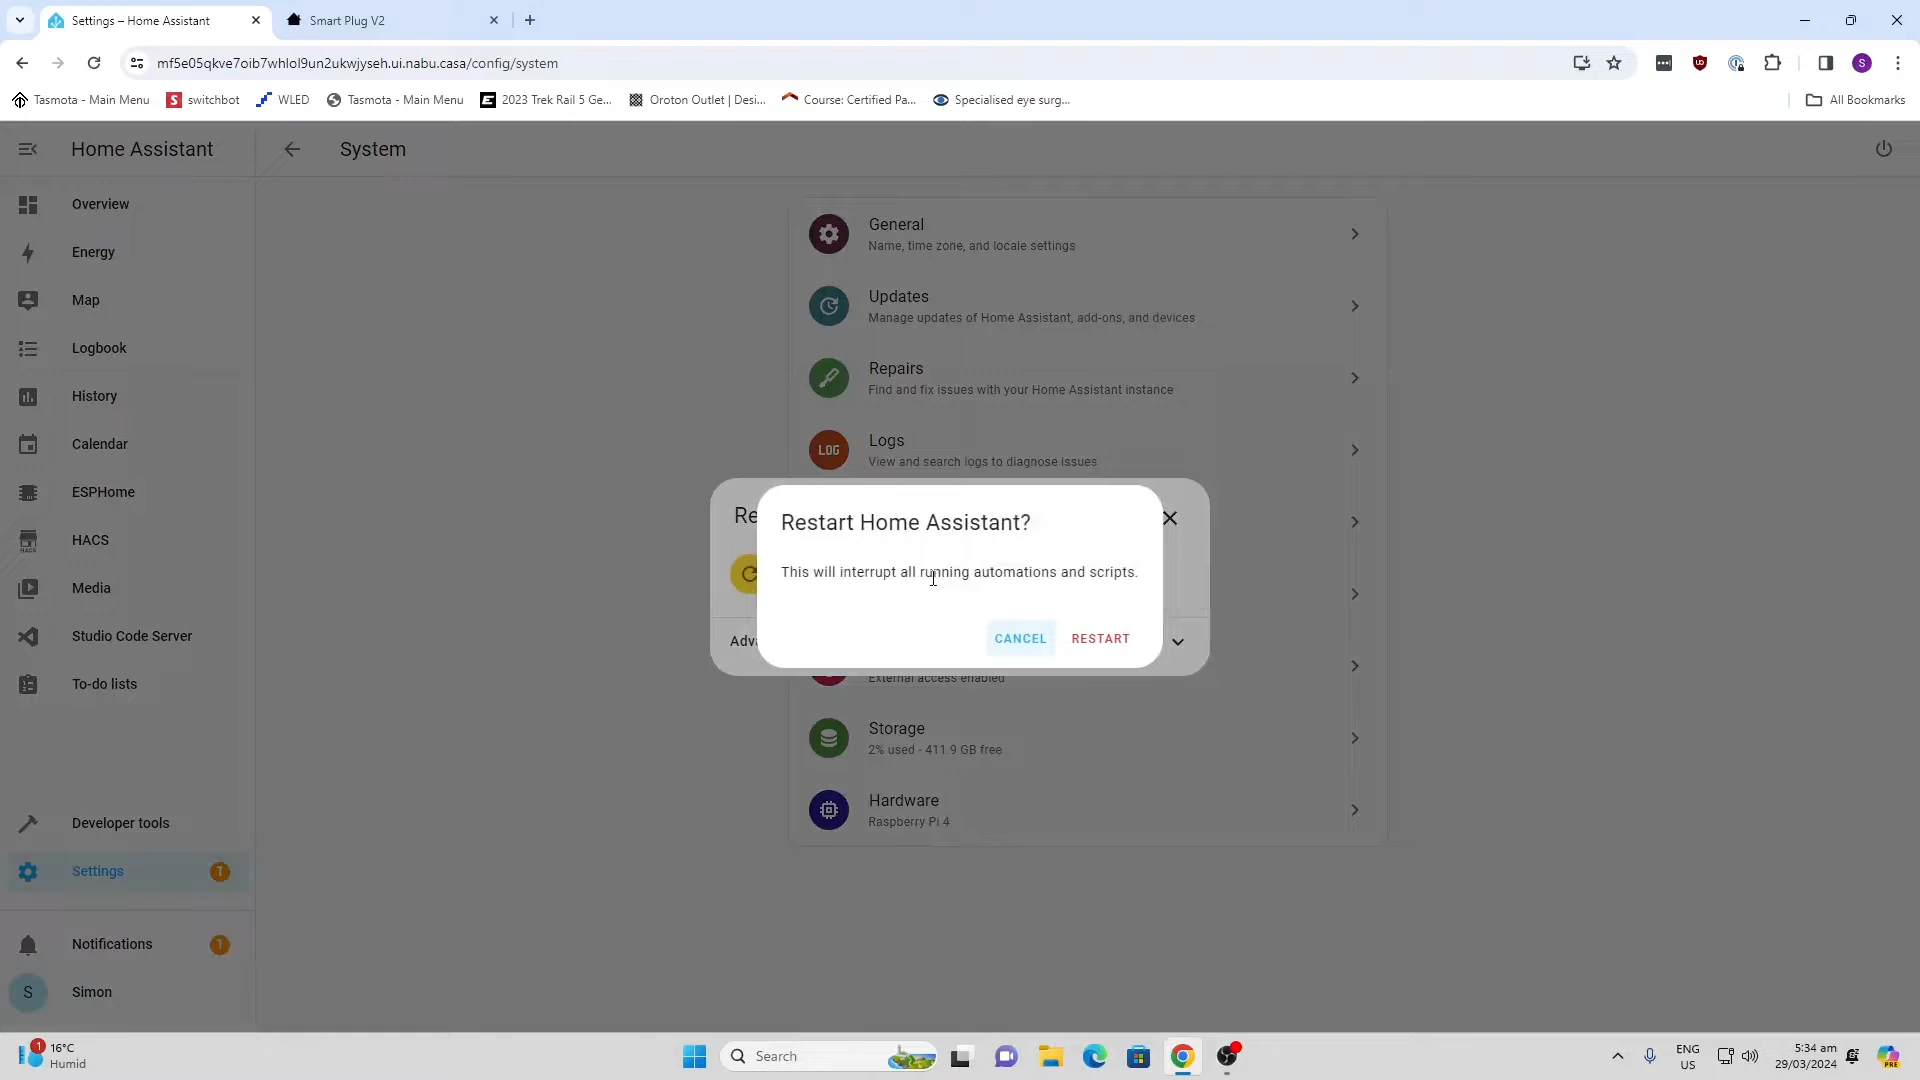 Settings – Home Assistant
Smart Plug V2
mf5e05qkve7oib7whlol9un2ukwjyseh.ui.nabu.casa/config/system
S
Tasmota - Main Menu
S switchbot
WLED
Tasmota - Main Menu
2023 Trek Rail 5 Ge...
Oroton Outlet | Desi...
Course: Certified Pa...
Specialised eye surg...
All Bookmarks
Home Assistant
System
Overview
Energy
Map
Logbook
History
Calendar
ESPHome
HACS
HACS
Media
Studio Code Server
To-do lists
Developer tools
Settings 1
Notifications 1
S Simon
General
Name, time zone, and locale settings
Updates
Manage updates of Home Assistant, add-ons, and devices
Repairs
Find and fix issues with your Home Assistant instance
LOG
Logs
View and search logs to diagnose issues
Re
Restart Home Assistant?
This will interrupt all running automations and scripts.
CANCEL RESTART
Adv
External access enabled
Storage
2% used - 411.9 GB free
Hardware
Raspberry Pi 4
1
16°C
Humid
Search
ENG
US
5:34 am
29/03/2024
PRE